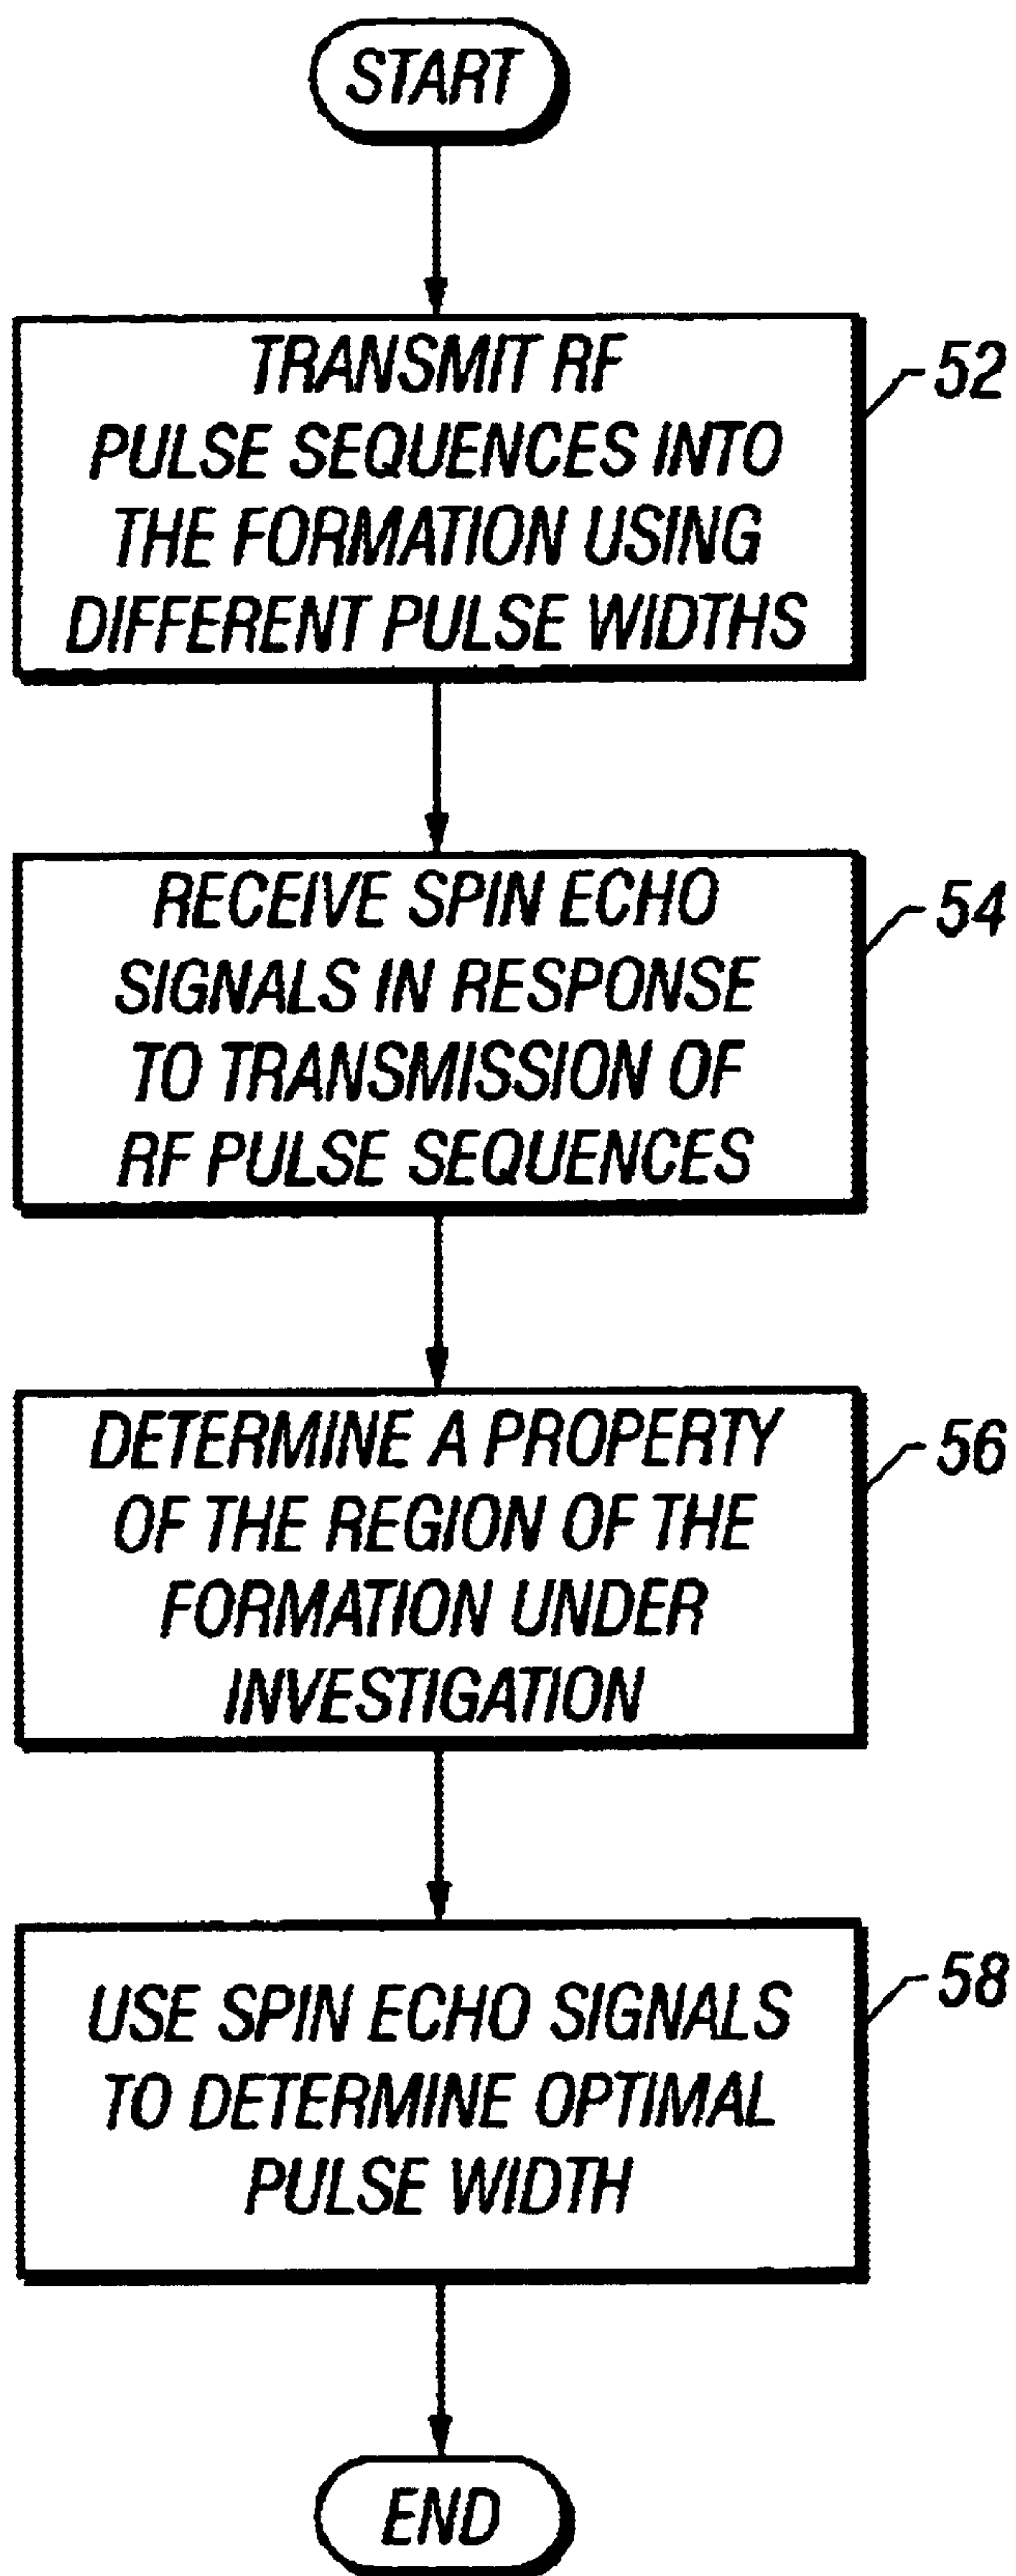 START
TRANSMIT RF
PULSE SEQUENCES INTO
THE FORMATION USING
DIFFERENT PULSE WIDTHS
52
RECEIVE SPIN ECHO
SIGNALS IN RESPONSE
TO TRANSMISSION OF
RF PULSE SEQUENCES
54
DETERMINE A PROPERTY
OF THE REGION OF THE
FORMATION UNDER
INVESTIGATION
56
USE SPIN ECHO SIGNALS
TO DETERMINE OPTIMAL
PULSE WIDTH
58
END